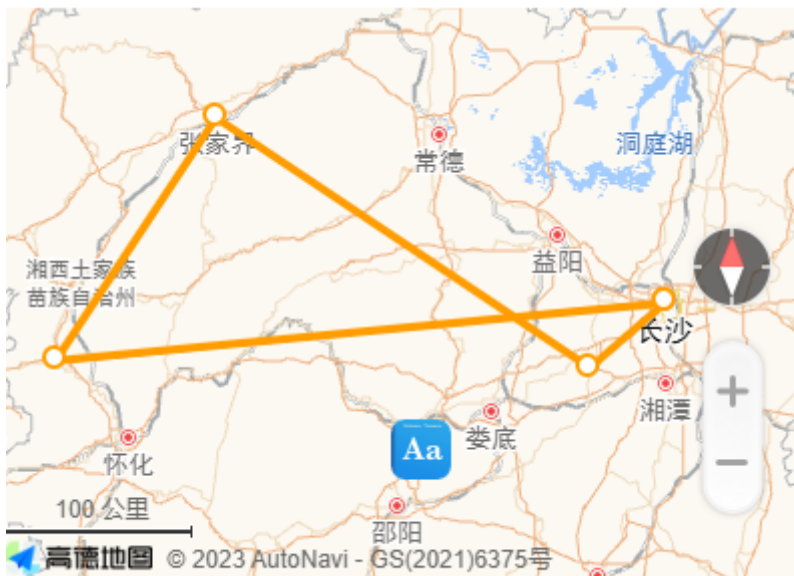 张家界
常德
洞庭湖
益阳
湘西土家族
苗族自治州
长沙
湘潭
娄底
Aa
怀化
邵阳
100 公里
高德地图 © 2023 AutoNavi - GS(2021)6375号